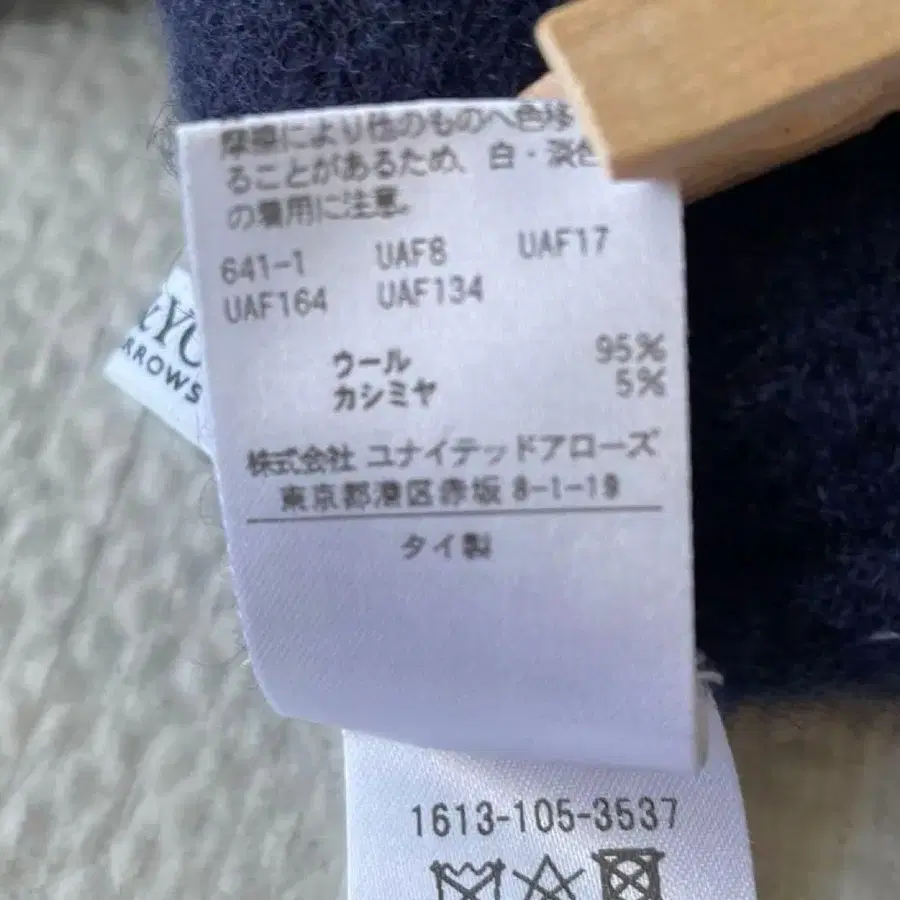 摩擦により他のものへ色移
ることがあるため、白・淡色
の着用に注意。
641-1 UAF8 UAF17
UAF164 UAF134
ウール 95%
カシミヤ 5%
株式会社 ユナイテッドアローズ
東京都港区赤坂 8-1-19
タイ製
&YO
RROWS
1613-105-3537